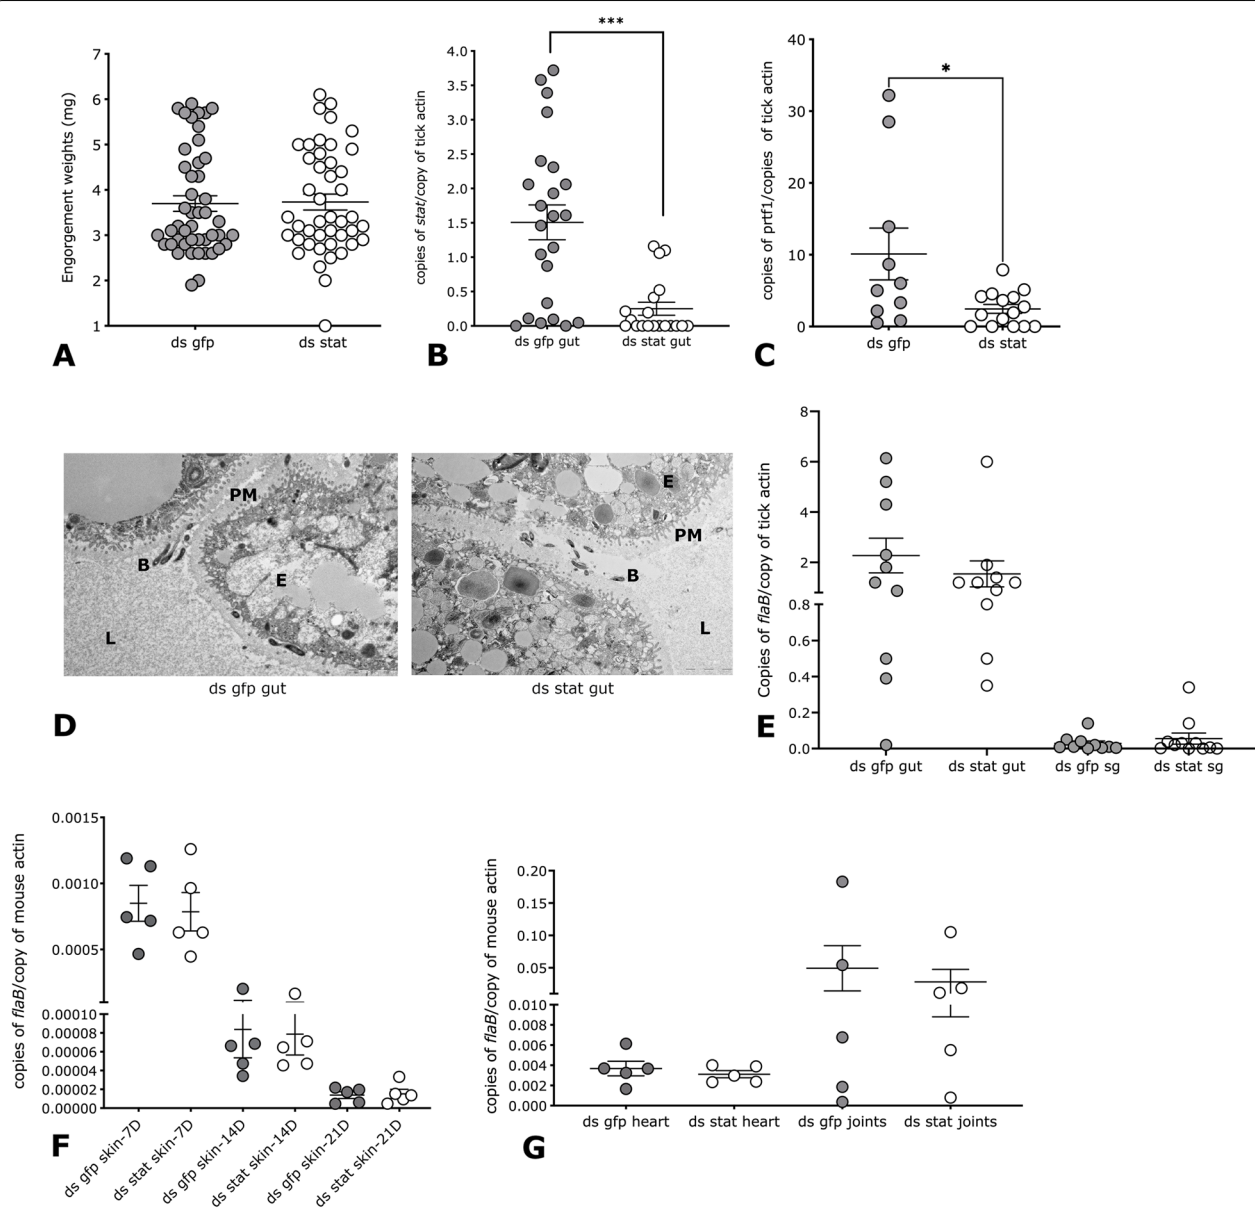 Engorgement weights (mg)
7
6
5
4
3
2
1
ds gfp
ds stat
A
copies of stat/copy of tick actin
4.0
3.5
3.0
2.5
2.0
1.5
1.0
0.5
0.0
***
ds gfp gut
ds stat gut
B
copies of prtf1/copies of tick actin
40
30
20
10
0
*
ds gfp
ds stat
C
PM
B
E
L
ds gfp gut
E
PM
B
L
ds stat gut
D
Copies of flaB/copy of tick actin
8
6
4
2
0.8
0.6
0.4
0.2
0.0
ds gfp gut
ds stat gut
ds gfp sg
ds stat sg
E
copies of flaB/copy of mouse actin
0.0015
0.0010
0.0005
0.00010
0.00008
0.00006
0.00004
0.00002
0.00000
ds gfp skin-7D
ds stat skin-7D
ds gfp skin-14D
ds stat skin-14D
ds gfp skin-21D
ds stat skin-21D
F
copies of flaB/copy of mouse actin
0.20
0.15
0.10
0.05
0.010
0.008
0.006
0.004
0.002
0.000
ds gfp heart
ds stat heart
ds gfp joints
ds stat joints
G